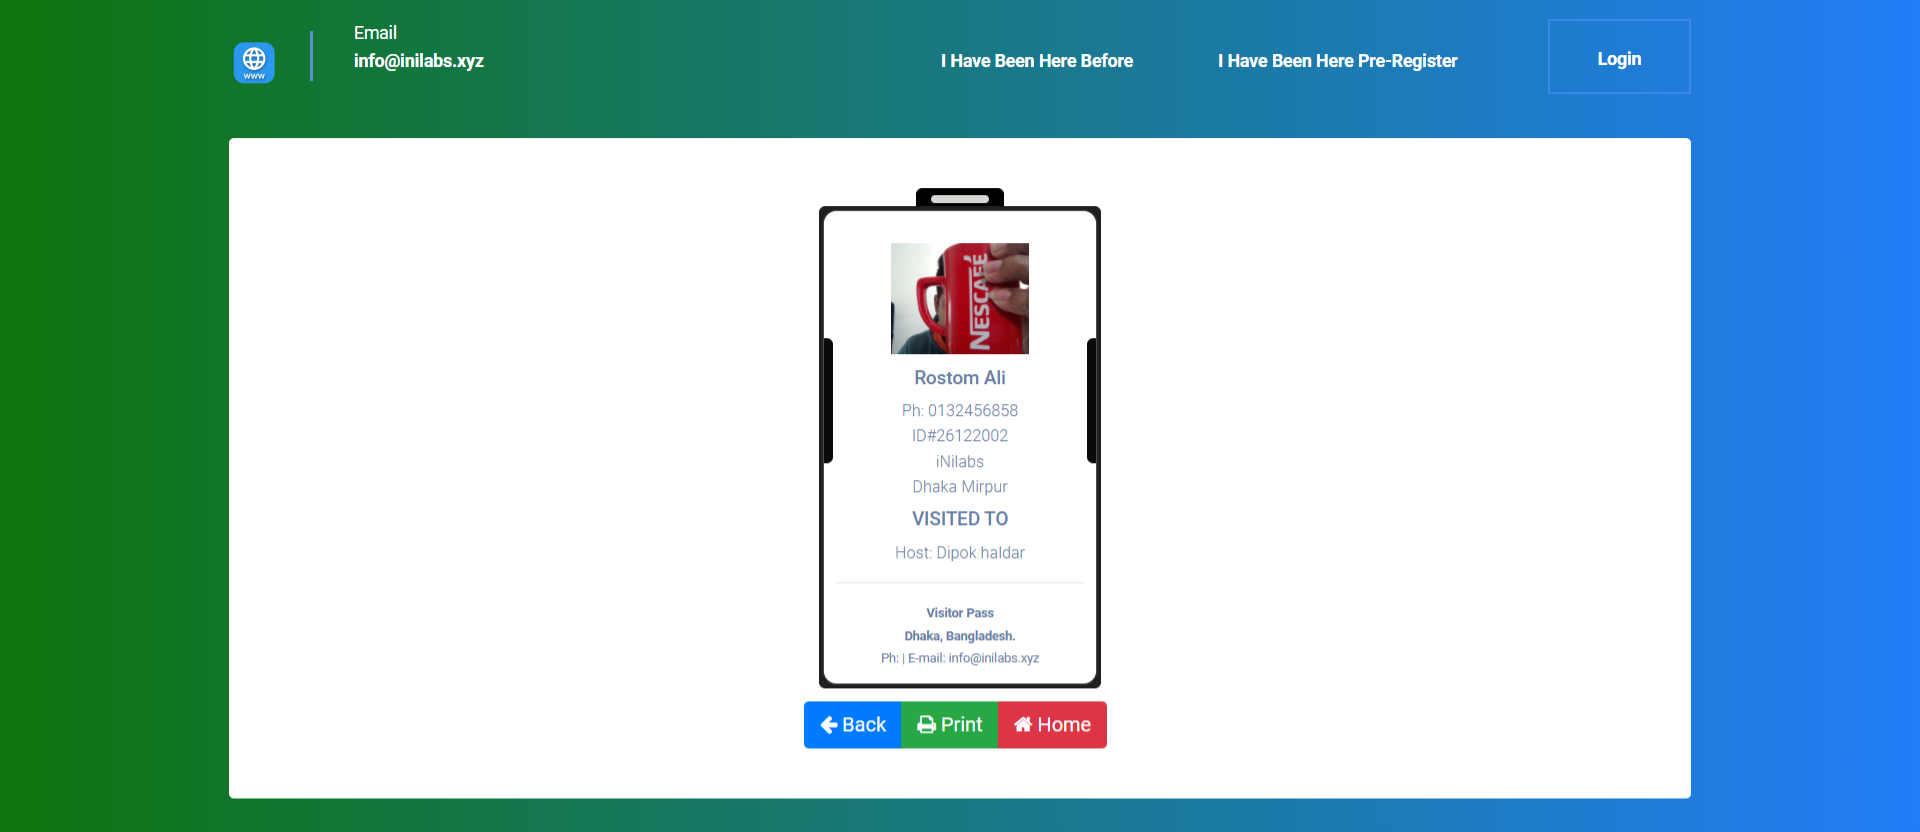 www
Email
info@inilabs.xyz
I Have Been Here Before
I Have Been Here Pre-Register
Login
NESCAFÉ
Rostom Ali
Ph: 0132456858
ID#26122002
iNilabs
Dhaka Mirpur
VISITED TO
Host: Dipok haldar
Visitor Pass
Dhaka, Bangladesh.
Ph: | E-mail: info@inilabs.xyz
Back
Print
Home